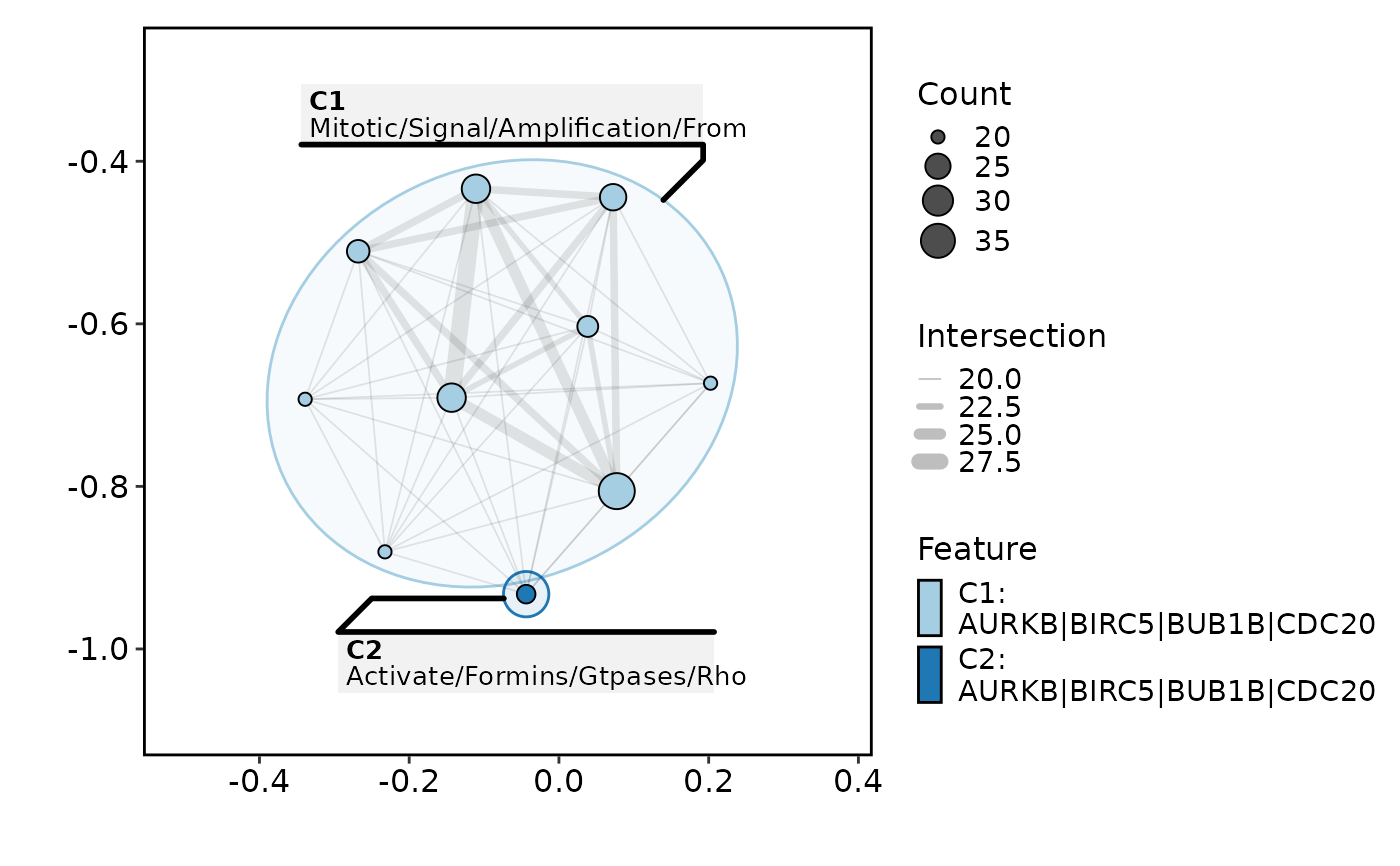 C1
Mitotic/Signal/Amplification/From
-0.4
-0.6
-0.8
-1.0
C2
Activate/Formins/Gtpases/Rho
-0.4
-0.2
0.0
0.2
0.4
Count
20
25
30
35
Intersection
20.0
22.5
25.0
27.5
Feature
C1:
AURKB|BIRC5|BUB1B|CDC20
C2:
AURKB|BIRC5|BUB1B|CDC20